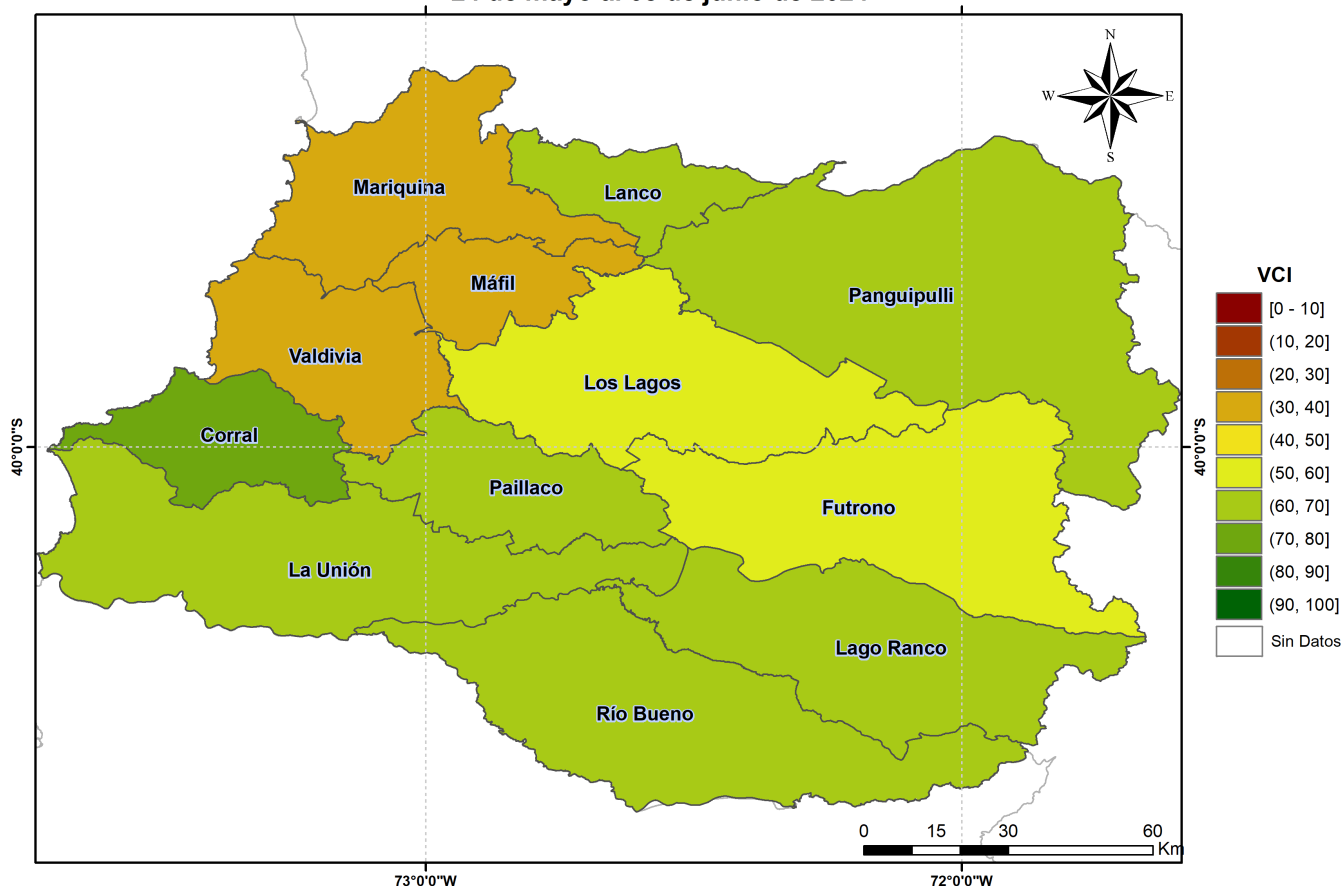 N
W
E
S
Mariquina
Lanco
Máfil
Panguipulli
Valdivia
Los Lagos
Corral
Paillaco
Futrono
La Unión
Lago Ranco
Río Bueno
40°0'0"S
40°0'0"S
73°0'0"W
72°0'0"W
0 15 30 60
Km
VCI
[0 - 10]
(10, 20]
(20, 30]
(30, 40]
(40, 50]
(50, 60]
(60, 70]
(70, 80]
(80, 90]
(90, 100]
Sin Datos